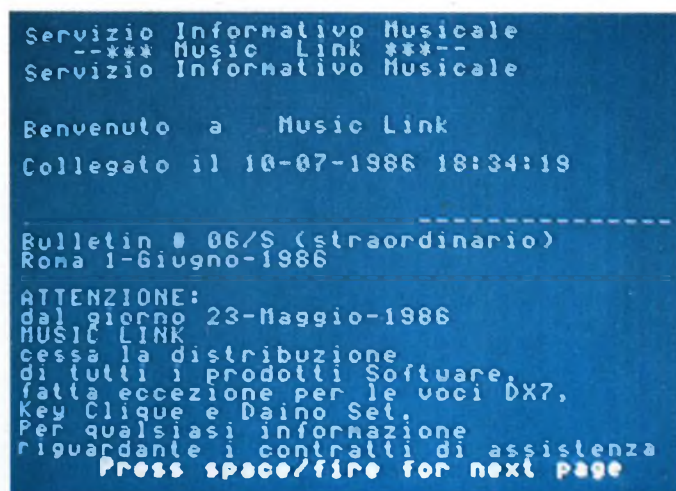 Servizio Informativo Musicale
--*** Music Link ***--
Servizio Informativo Musicale
Benvenuto a Music Link
Collegato il 10-07-1986 18:34:19
Bulletin # 06/S (straordinario)
Roma 1-Giugno-1986
ATTENZIONE:
dal giorno 23-Maggio-1986
MUSIC LINK
cessa la distribuzione
di tutti i prodotti Software,
fatta eccezione per le voci DX7,
Key Clique e Daino Set.
Per qualsiasi informazione
riguardante i contratti di assistenza
Press space/fire for next page